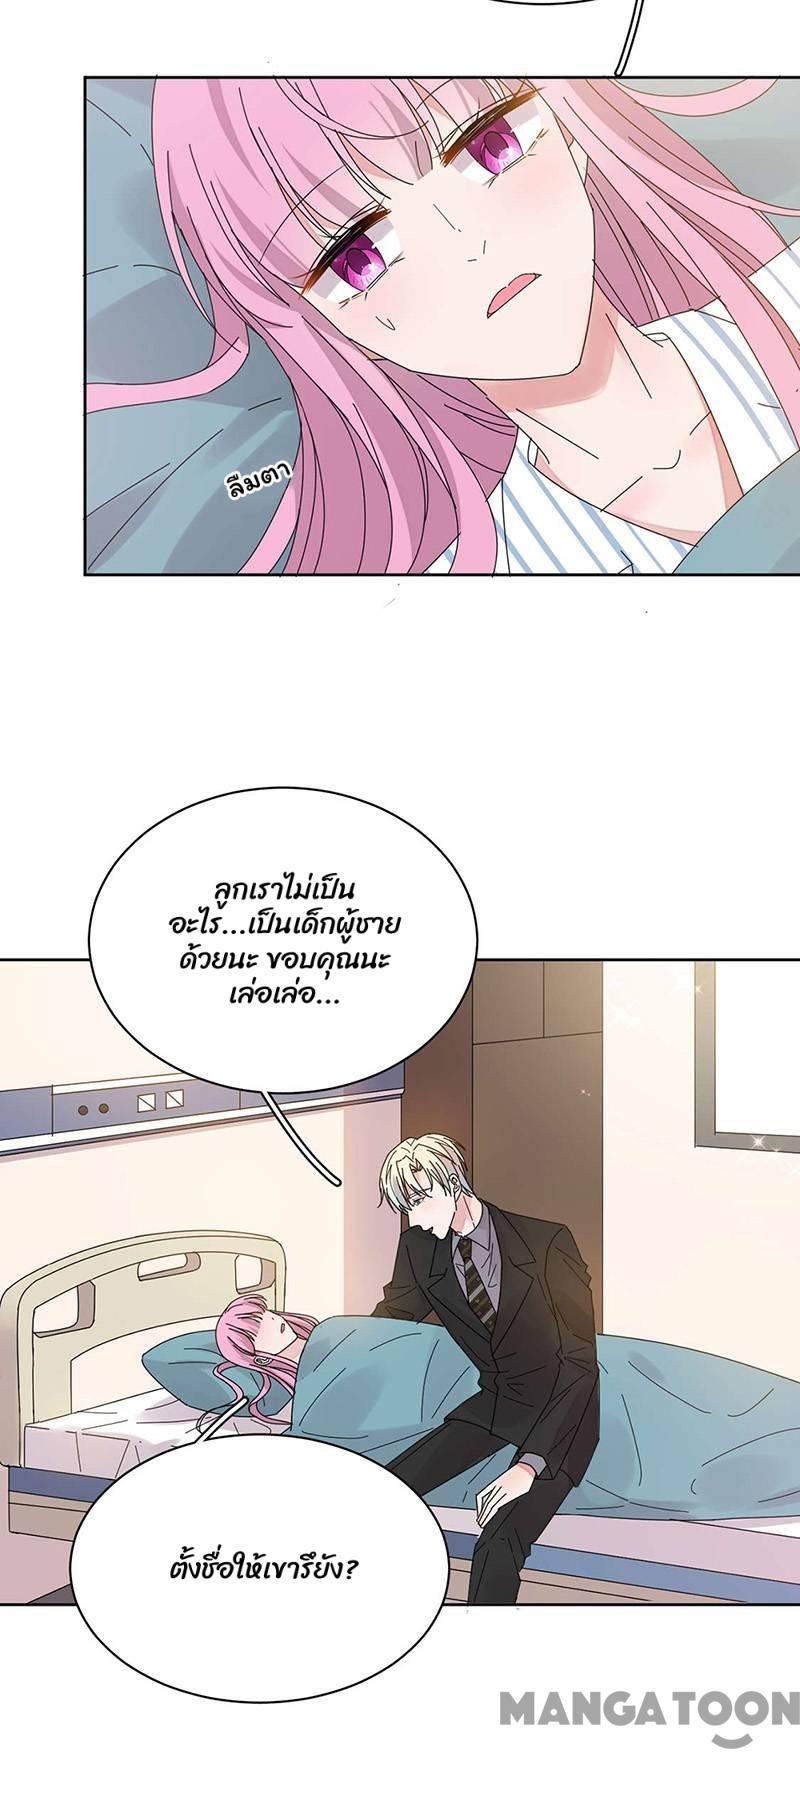 ลืมตา
ลูกเราไม่เป็น
อะไร...เป็นเด็กผู้ชาย
ด้วยนะ ขอบคุณนะ
เล่อเล่อ...
ตั้งชื่อให้เขารึยัง?
MANGATOON